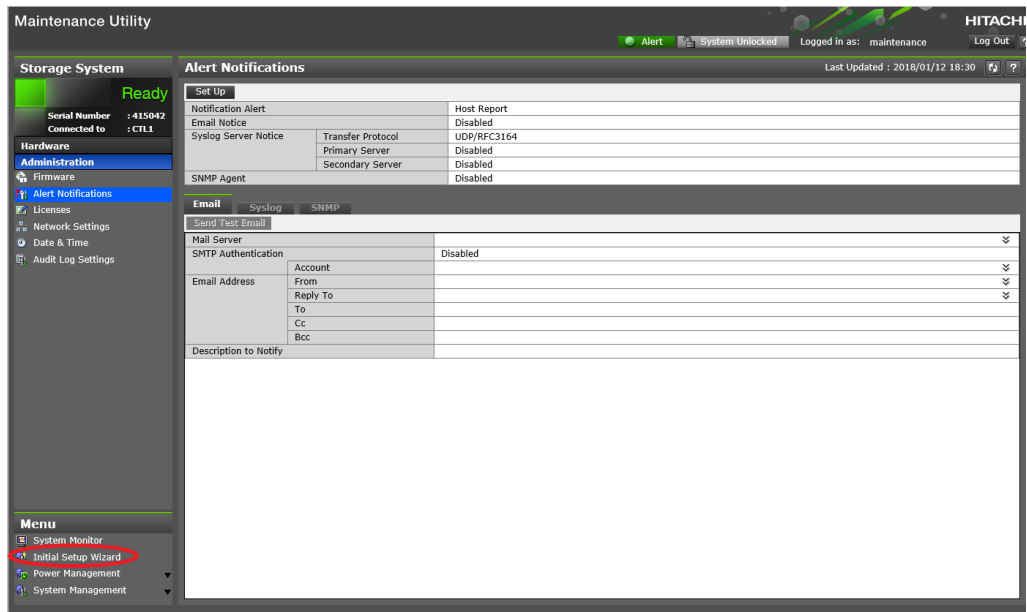 Maintenance Utility
HITACHI
Alert System Unlocked Logged in as: maintenance Log Out ?
Storage System
Ready
Serial Number : 415042
Connected to : CTL1
Hardware
Administration
Firmware
Alert Notifications
Licenses
Network Settings
Date & Time
Audit Log Settings
Menu
System Monitor
Initial Setup Wizard
Power Management
System Management
Alert Notifications Last Updated : 2018/01/12 18:30 ?
Set Up
Notification Alert Host Report
Email Notice Disabled
Syslog Server Notice Transfer Protocol UDP/RFC3164
Primary Server Disabled
Secondary Server Disabled
SNMP Agent Disabled
Email Syslog SNMP
Send Test Email
Mail Server
SMTP Authentication Disabled
Account
Email Address From
Reply To
To
Cc
Bcc
Description to Notify